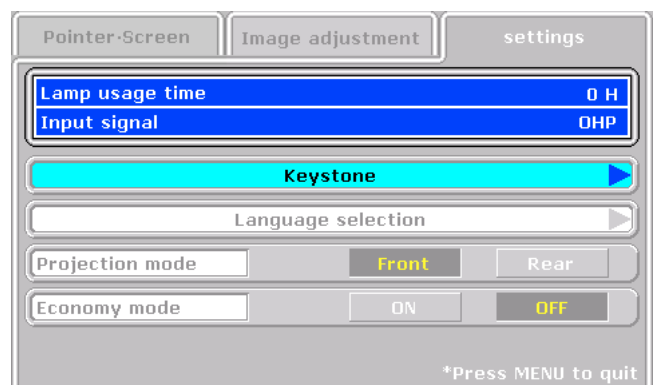 Pointer·Screen Image adjustment settings
Lamp usage time 0 H
Input signal OHP
Keystone
Language selection
Projection mode Front Rear
Economy mode ON OFF
*Press MENU to quit